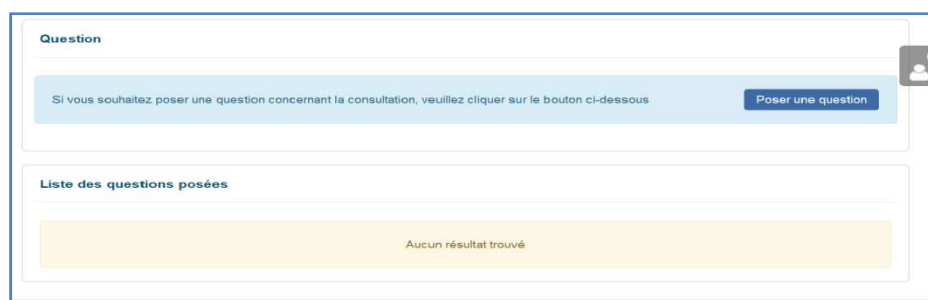 Question
Si vous souhaitez poser une question concernant la consultation, veuillez cliquer sur le bouton ci-dessous
Poser une question
Liste des questions posées
Aucun résultat trouvé